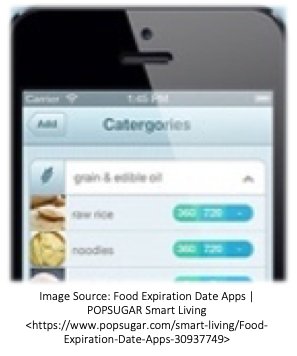 Carrier 1:45 PM
Add Catergories
grain & edible oil
raw rice 360 720 -
noodles 360 720 -
Image Source: Food Expiration Date Apps |
POPSUGAR Smart Living
<https://www.popsugar.com/smart-living/Food-
Expiration-Date-Apps-30937749>